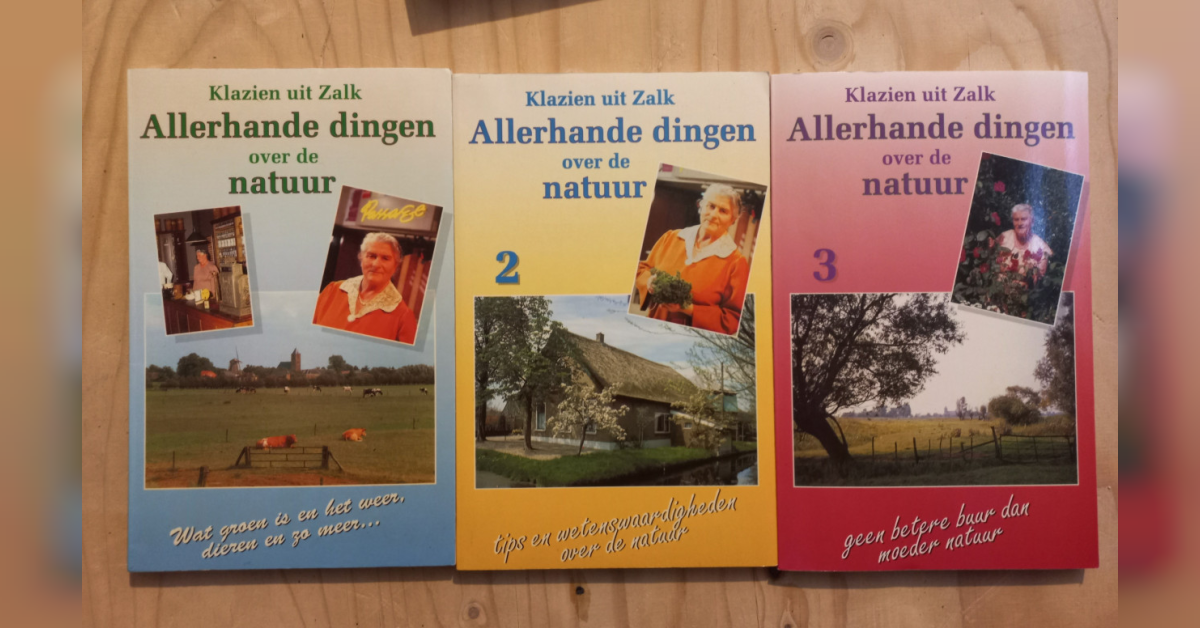 Klazien uit Zalk
Allerhande dingen
over de
natuur
Passage
Wat groen is en het weer,
dieren en zo meer...
Klazien uit Zalk
Allerhande dingen
over de
natuur
2
tips en wetenswaardigheden
over de natuur
Klazien uit Zalk
Allerhande dingen
over de
natuur
3
geen betere buur dan
moeder natuur